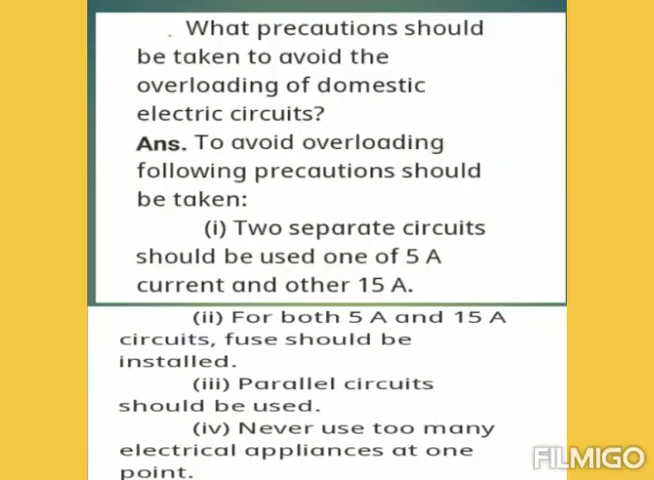 . What precautions should
be taken to avoid the
overloading of domestic
electric circuits?
Ans. To avoid overloading
following precautions should
be taken:
(i) Two separate circuits
should be used one of 5 A
current and other 15 A.
(ii) For both 5 A and 15 A
circuits, fuse should be
installed.
(iii) Parallel circuits
should be used.
(iv) Never use too many
electrical appliances at one
point.
FILMIGO